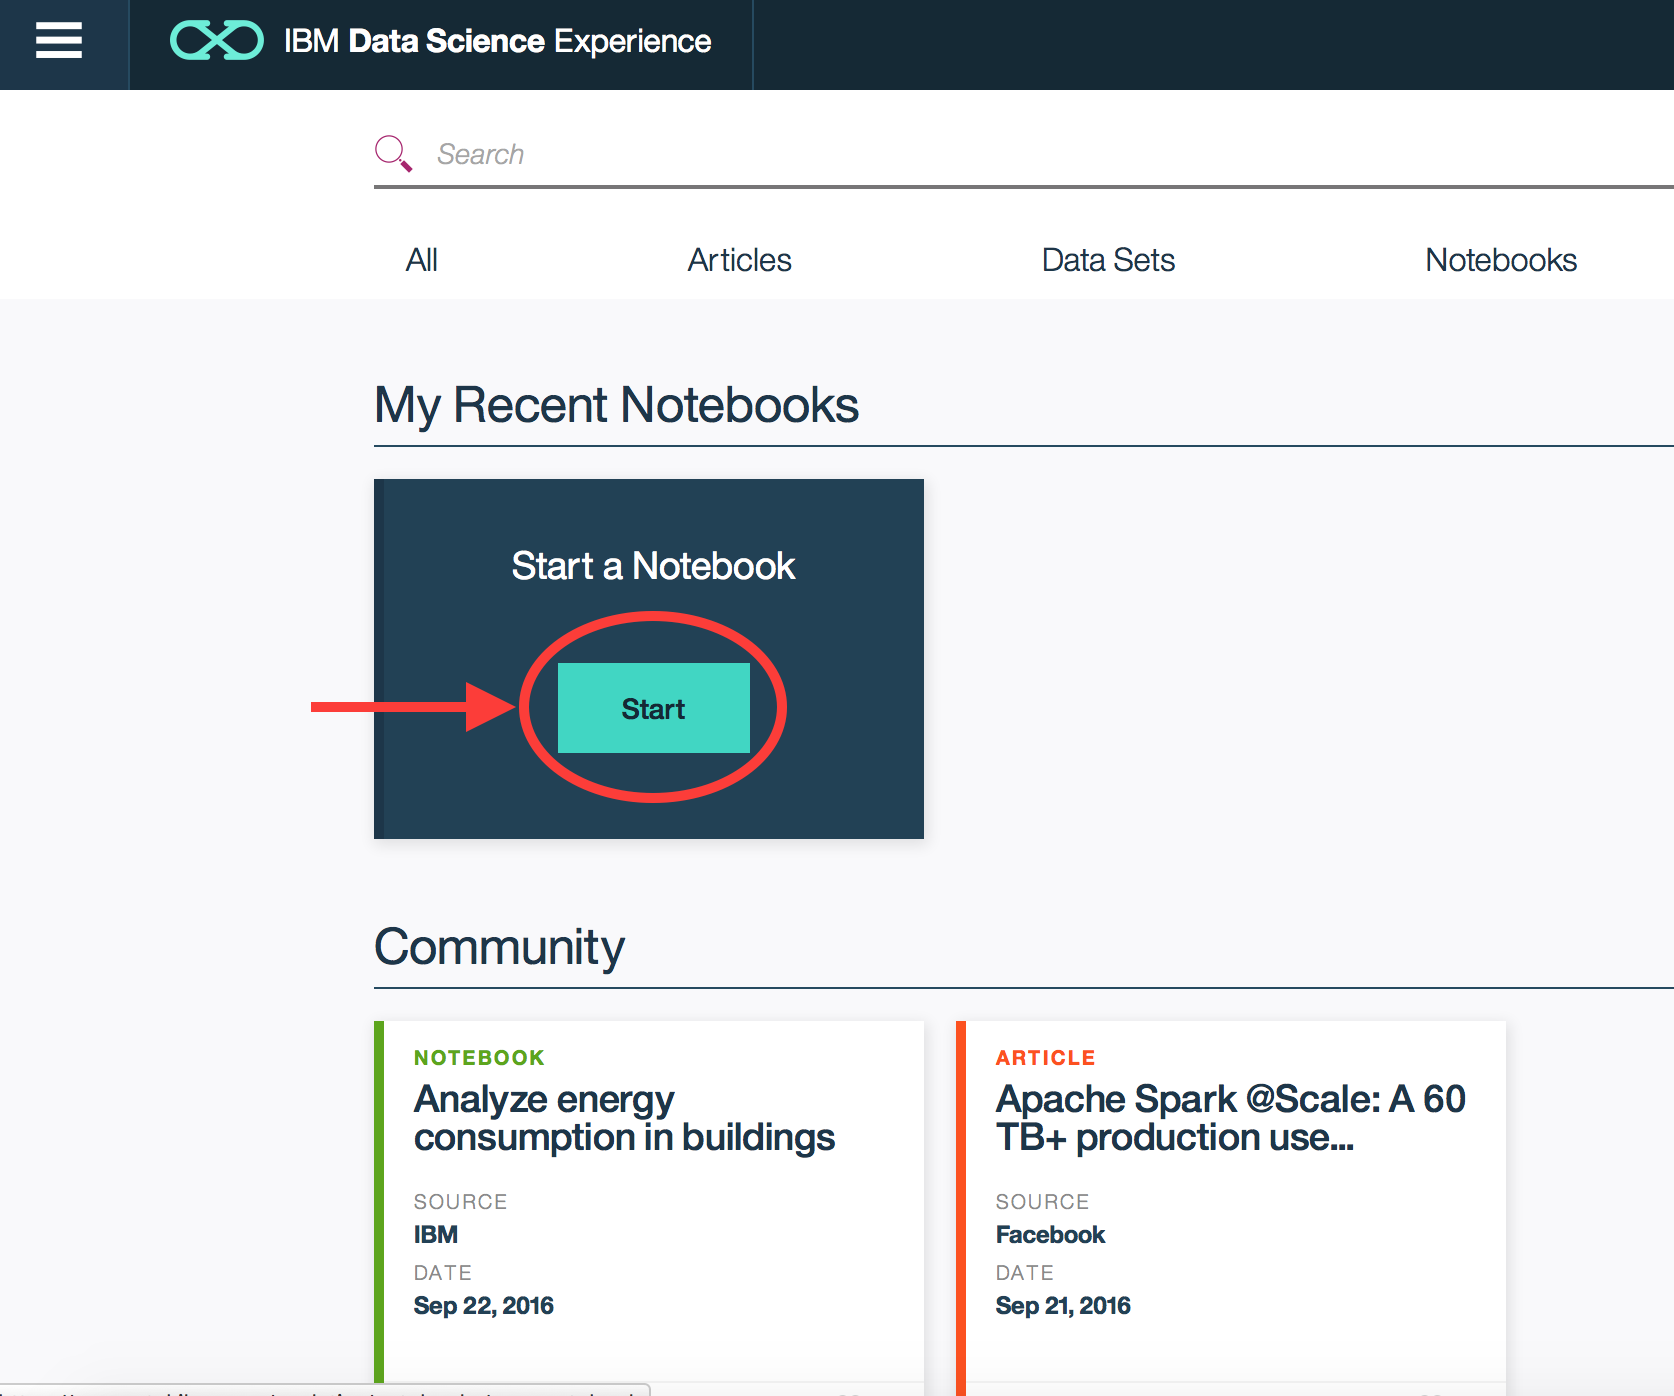 IBM Data Science Experience
Search
All Articles Data Sets Notebooks
My Recent Notebooks
Start a Notebook
Start
Community
NOTEBOOK
Analyze energy
consumption in buildings
SOURCE
IBM
DATE
Sep 22, 2016
ARTICLE
Apache Spark @Scale: A 60
TB+ production use...
SOURCE
Facebook
DATE
Sep 21, 2016